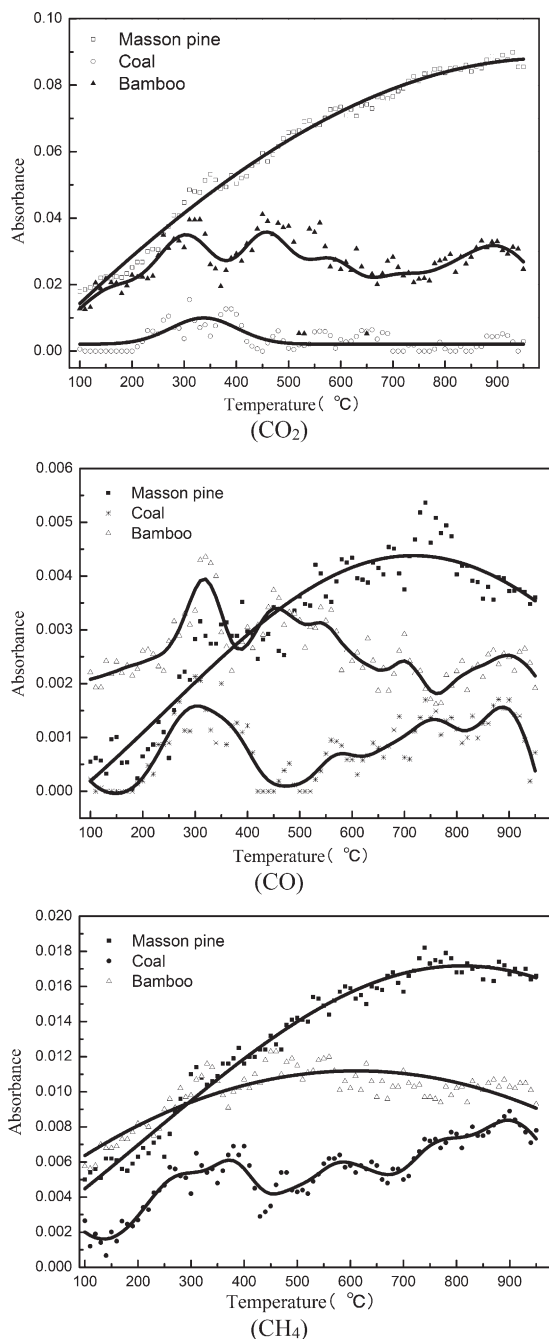 0.10
Masson pine
Coal
Bamboo
0.08
0.06
Absorbance
0.04
0.02
0.00
100 200 300 400 500 600 700 800 900
Temperature( °C)
(CO₂)
0.006
Masson pine
Coal
Bamboo
0.005
0.004
0.003
Absorbance
0.002
0.001
0.000
100 200 300 400 500 600 700 800 900
Temperature( °C)
(CO)
0.020
Masson pine
Coal
Bamboo
0.018
0.016
0.014
0.012
Absorbance
0.010
0.008
0.006
0.004
0.002
0.000
100 200 300 400 500 600 700 800 900
Temperature( °C)
(CH₄)